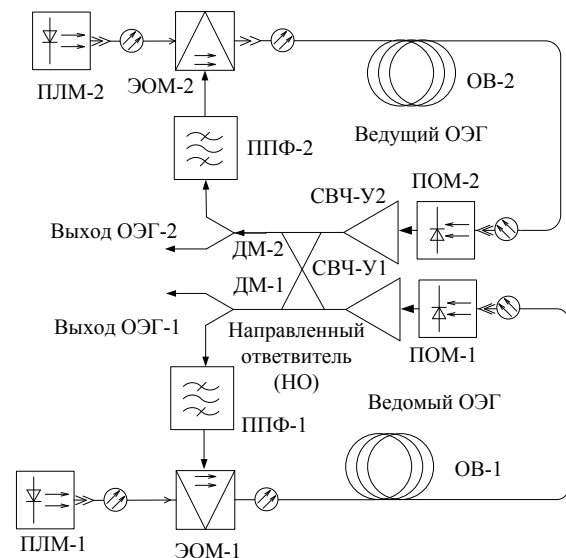 ПЛМ-2
ЭОМ-2
ОВ-2
Ведущий ОЭГ
ППФ-2
ПОМ-2
СВЧ-У2
Выход ОЭГ-2
ДМ-2
СВЧ-У1
ДМ-1
Выход ОЭГ-1
Направленный
ответвитель
(НО)
ПОМ-1
Ведомый ОЭГ
ППФ-1
ОВ-1
ПЛМ-1
ЭОМ-1